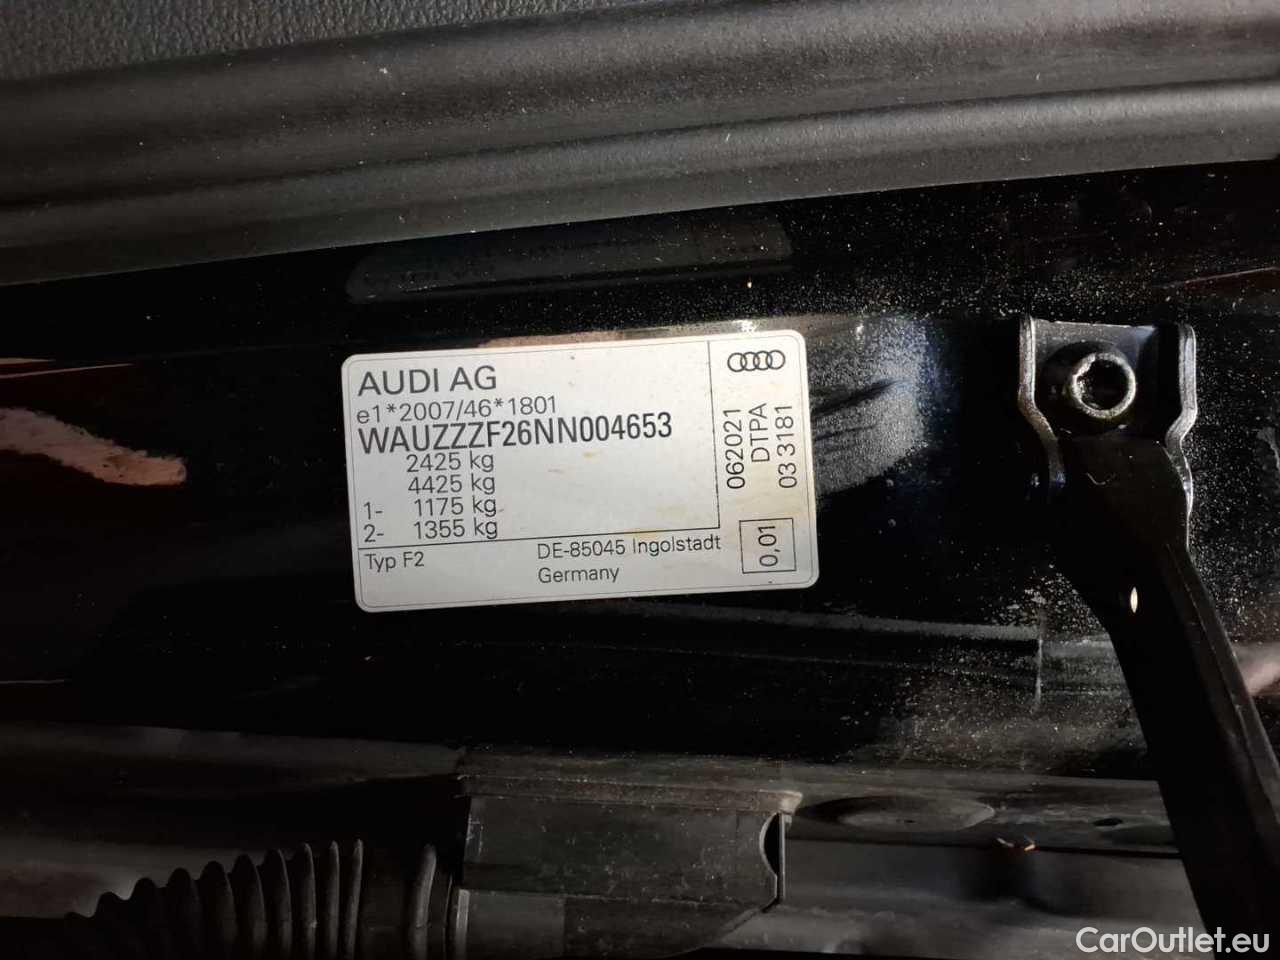 AUDI AG
e1*2007/46*1801
WAUZZZF26NN004653
2425 kg
4425 kg
1- 1175 kg
2- 1355 kg
Typ F2
DE-85045 Ingolstadt
Germany
062021
DTPA
03 3181
0,01
CarOutlet.eu